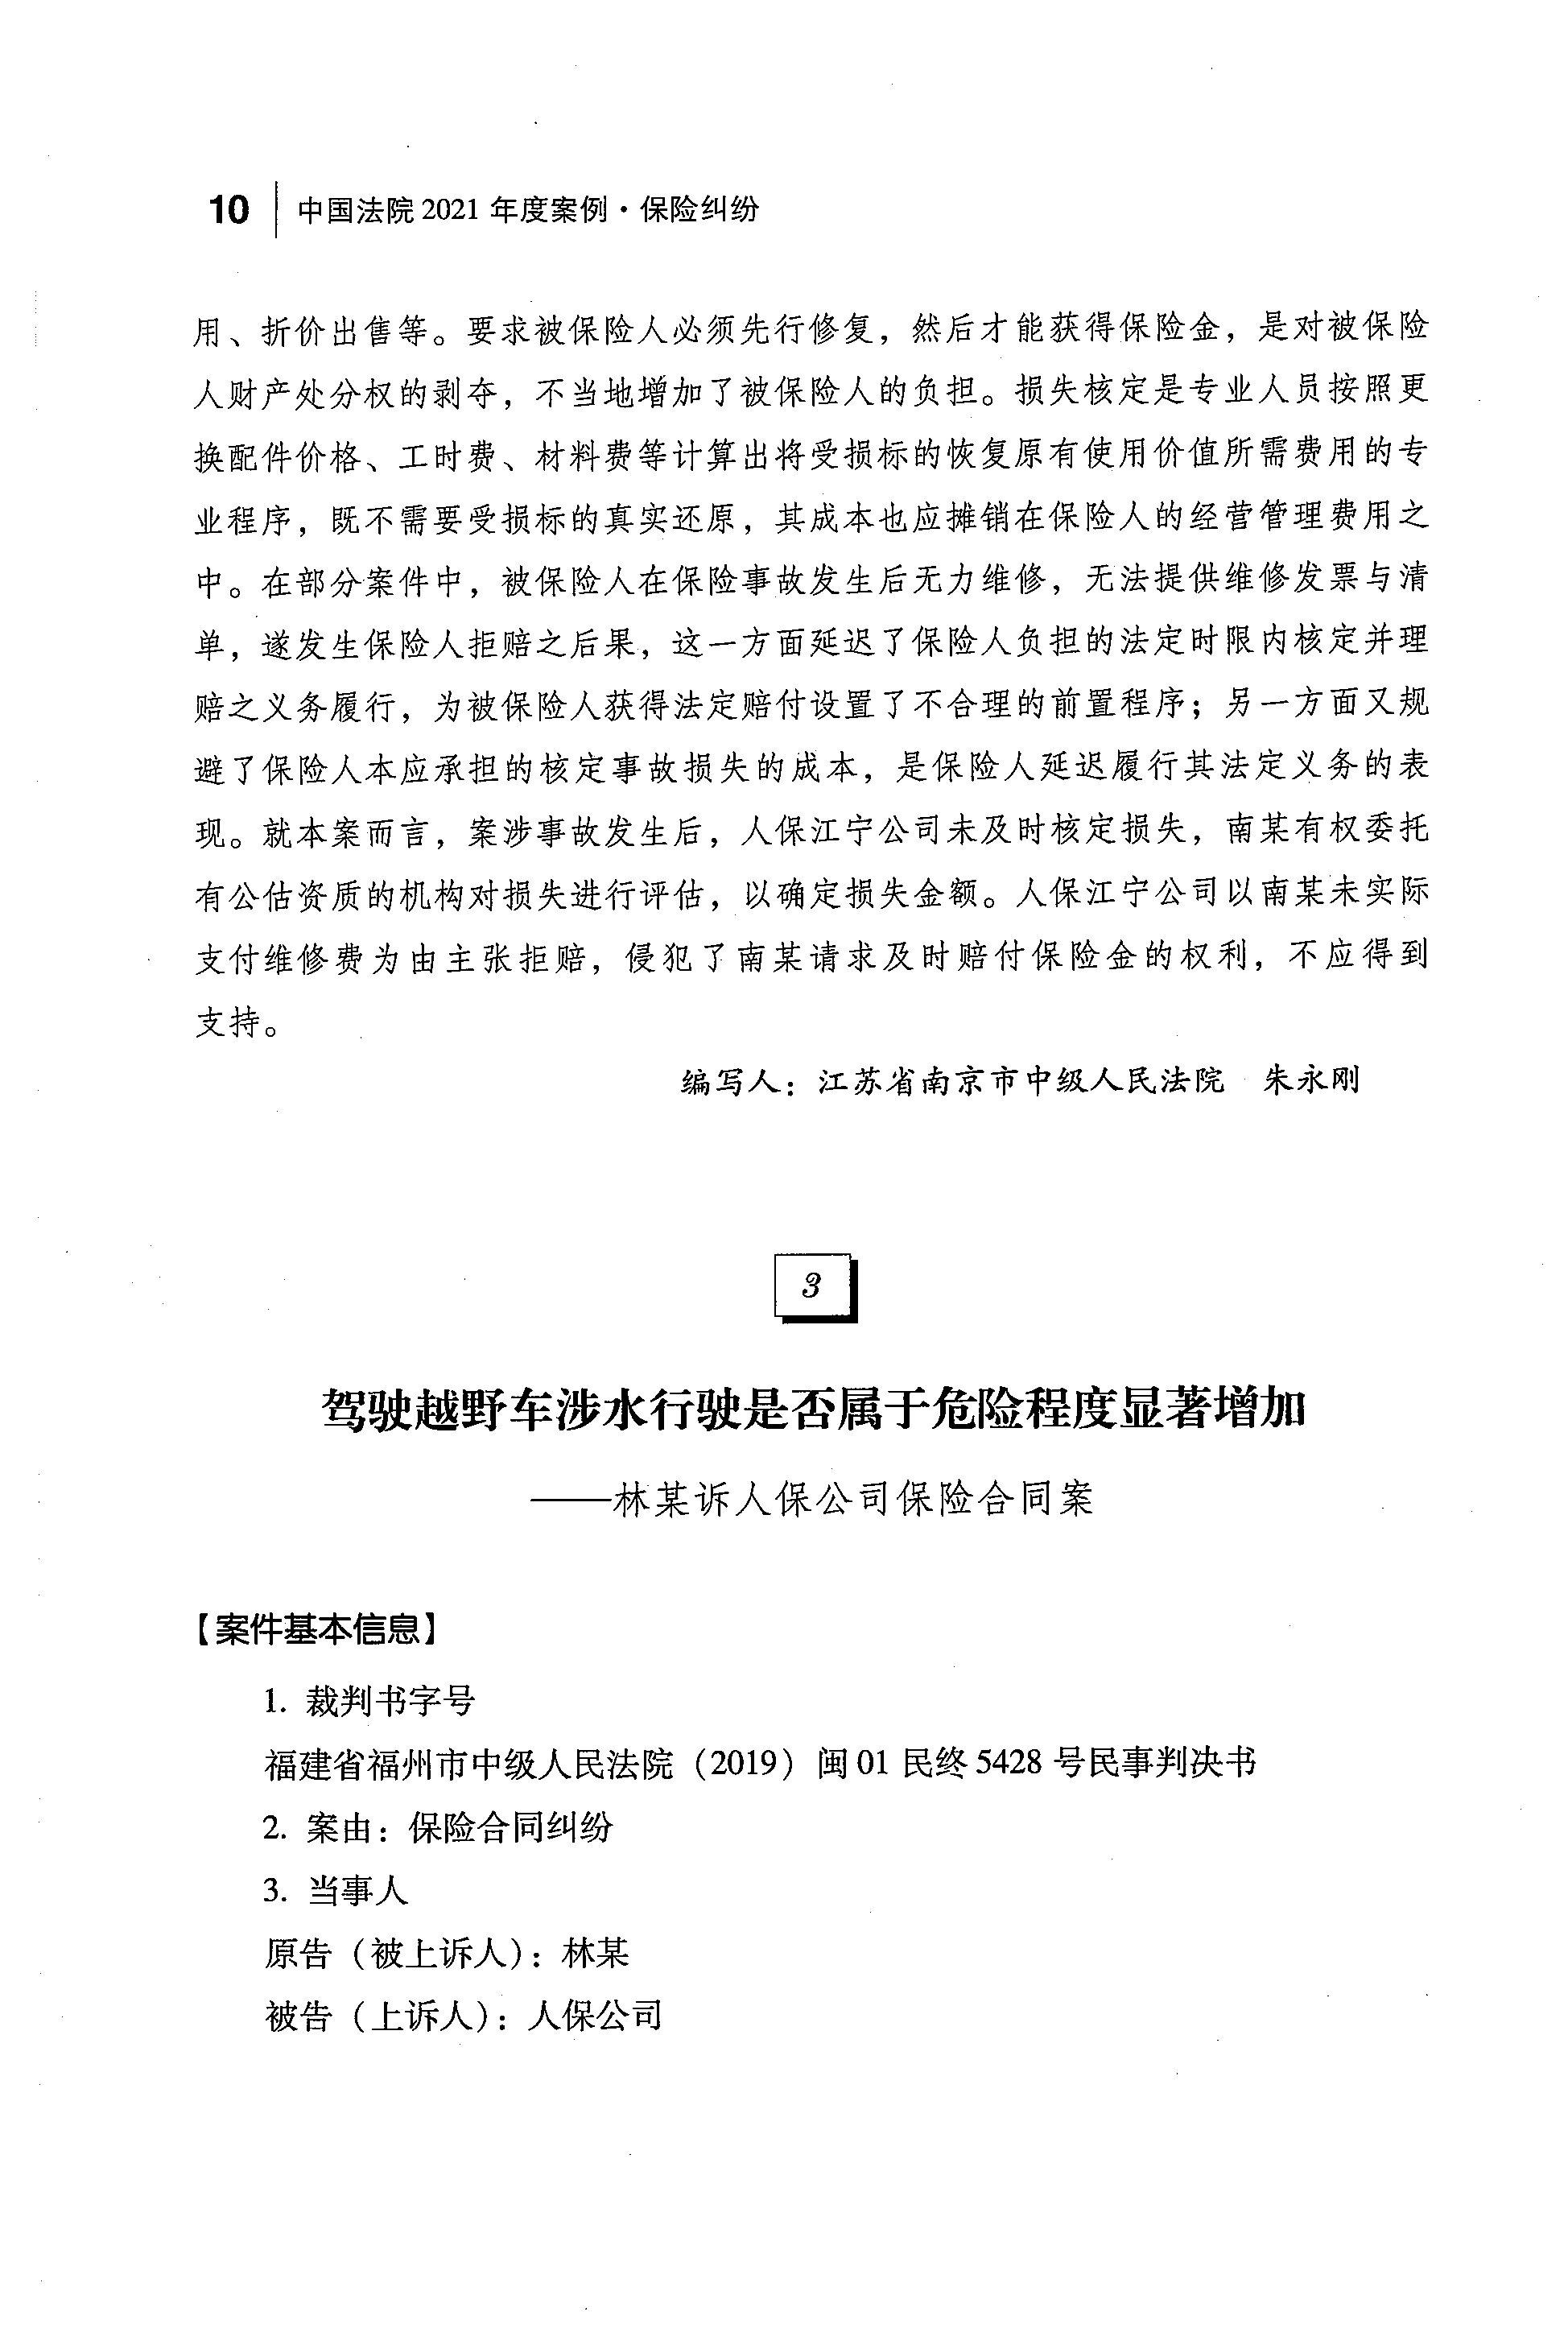 10 中国法院 2021 年度案例·保险纠纷
用、折价出售等。要求被保险人必须先行修复，然后才能获得保险金，是对被保险
人财产处分权的剥夺，不当地增加了被保险人的负担。损失核定是专业人员按照更
换配件价格、工时费、材料费等计算出将受损标的恢复原有使用价值所需费用的专
业程序，既不需要受损标的真实还原，其成本也应摊销在保险人的经营管理费用之
中。在部分案件中，被保险人在保险事故发生后无力维修，无法提供维修发票与清
单，遂发生保险人拒赔之后果，这一方面延迟了保险人负担的法定时限内核定并理
赔之义务履行，为被保险人获得法定赔付设置了不合理的前置程序；另一方面又规
避了保险人本应承担的核定事故损失的成本，是保险人延迟履行其法定义务的表
现。就本案而言，案涉事故发生后，人保江宁公司未及时核定损失，南某有权委托
有公估资质的机构对损失进行评估，以确定损失金额。人保江宁公司以南某未实际
支付维修费为由主张拒赔，侵犯了南某请求及时赔付保险金的权利，不应得到
支持。
编写人：江苏省南京市中级人民法院 朱永刚
3
驾驶越野车涉水行驶是否属于危险程度显著增加
——林某诉人保公司保险合同案
【案件基本信息】
1. 裁判书字号
福建省福州市中级人民法院（2019）闽 01 民终 5428 号民事判决书
2. 案由：保险合同纠纷
3. 当事人
原告（被上诉人）：林某
被告（上诉人）：人保公司